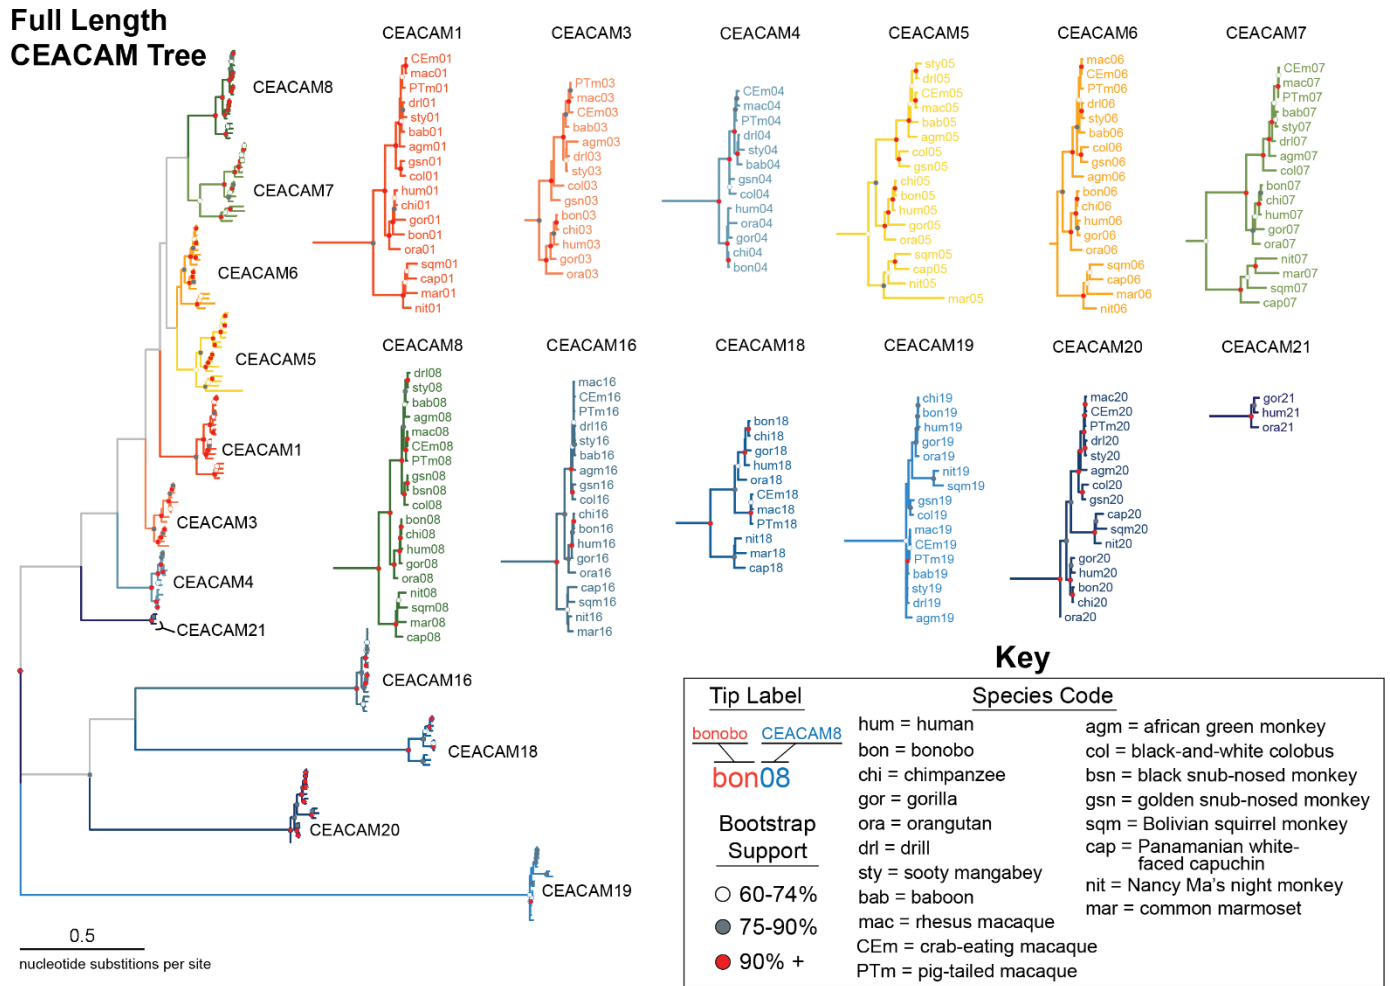 Full Length
CEACAM Tree
CEACAM8
CEACAM7
CEACAM6
CEACAM5
CEACAM1
CEACAM3
CEACAM4
CEACAM21
CEACAM16
CEACAM18
CEACAM20
CEACAM19
0.5
nucleotide substitions per site
CEACAM1
CEm01
mac01
PTm01
drl01
sty01
bab01
agm01
gsn01
col01
hum01
chi01
gor01
bon01
ora01
sqm01
cap01
mar01
nit01
CEACAM3
PTm03
mac03
CEm03
bab03
agm03
drl03
sty03
col03
gsn03
bon03
chi03
hum03
gor03
ora03
CEACAM4
CEm04
mac04
PTm04
drl04
sty04
bab04
gsn04
col04
hum04
ora04
gor04
chi04
bon04
CEACAM5
sty05
drl05
CEm05
mac05
bab05
agm05
col05
gsn05
chi05
bon05
hum05
gor05
ora05
sqm05
cap05
nit05
mar05
CEACAM6
mac06
CEm06
PTm06
drl06
sty06
bab06
col06
gsn06
agm06
bon06
chi06
hum06
gor06
ora06
sqm06
cap06
mar06
nit06
CEACAM7
CEm07
mac07
PTm07
bab07
sty07
drl07
agm07
col07
bon07
chi07
hum07
gor07
ora07
nit07
mar07
sqm07
cap07
CEACAM8
drl08
sty08
bab08
agm08
mac08
CEm08
PTm08
gsn08
bsn08
col08
bon08
chi08
hum08
gor08
ora08
nit08
sqm08
mar08
cap08
CEACAM16
mac16
CEm16
PTm16
drl16
sty16
bab16
agm16
gsn16
col16
chi16
bon16
hum16
gor16
ora16
cap16
sqm16
nit16
mar16
CEACAM18
bon18
chi18
gor18
hum18
ora18
CEm18
mac18
PTm18
nit18
mar18
cap18
CEACAM19
chi19
bon19
hum19
gor19
ora19
nit19
sqm19
gsn19
col19
mac19
CEm19
PTm19
bab19
sty19
drl19
agm19
CEACAM20
mac20
CEm20
PTm20
drl20
sty20
agm20
col20
gsn20
cap20
sqm20
nit20
gor20
hum20
bon20
chi20
ora20
CEACAM21
gor21
hum21
ora21
Key
Tip Label
bonobo CEACAM8
bon08
Bootstrap
Support
60-74%
75-90%
90% +
Species Code
hum = human
bon = bonobo
chi = chimpanzee
gor = gorilla
ora = orangutan
drl = drill
sty = sooty mangabey
bab = baboon
mac = rhesus macaque
CEm = crab-eating macaque
PTm = pig-tailed macaque
agm = african green monkey
col = black-and-white colobus
bsn = black snub-nosed monkey
gsn = golden snub-nosed monkey
sqm = Bolivian squirrel monkey
cap = Panamanian white-
faced capuchin
nit = Nancy Ma's night monkey
mar = common marmoset